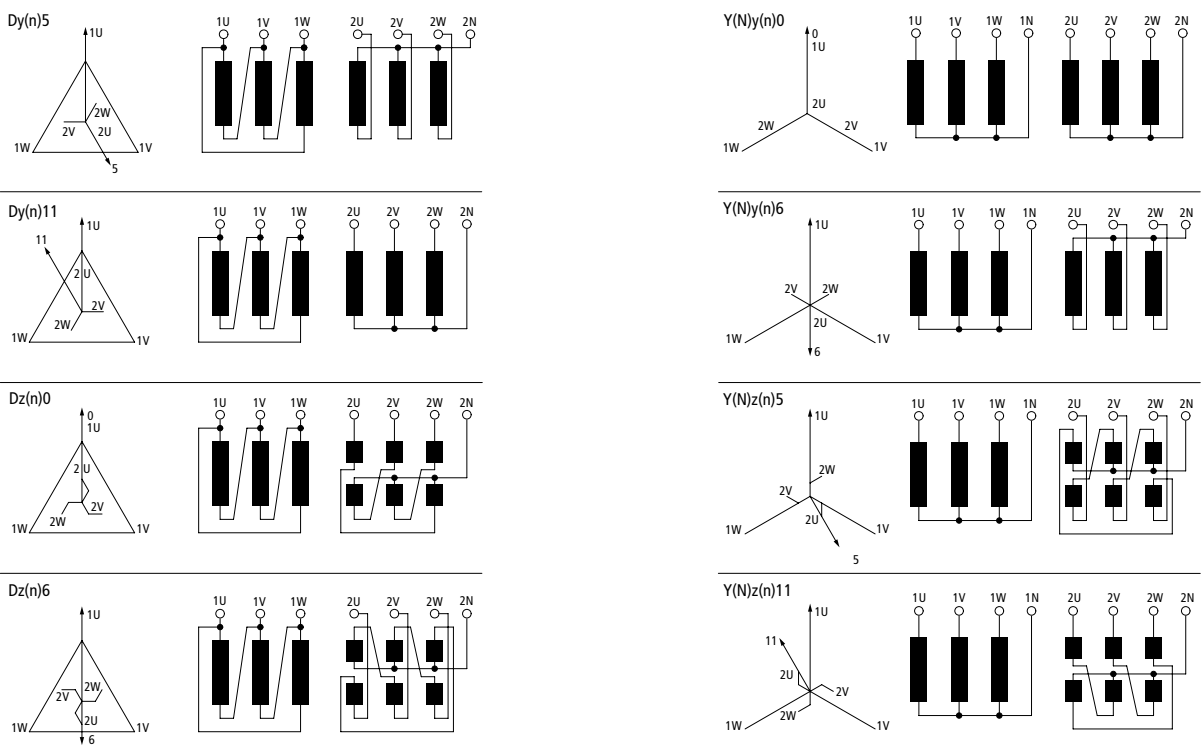 Dy(n)5
1U
1U 1V 1W 2U 2V 2W 2N
2W
2V 2U
1W 1V
5
Dy(n)11
1U
11
1U 1V 1W 2U 2V 2W 2N
2 U
2V
2W
1W 1V
Dz(n)0
0
1U
1U 1V 1W 2U 2V 2W 2N
2 U
2W 2V
1W 1V
Dz(n)6
1U
1U 1V 1W 2U 2V 2W 2N
2V 2W
2U
1W 1V
6
Y(N)y(n)0
0
1U
1U 1V 1W 1N 2U 2V 2W 2N
2U
2W 2V
1W 1V
Y(N)y(n)6
1U
1U 1V 1W 1N 2U 2V 2W 2N
2V 2W
2U
1W 1V
6
Y(N)z(n)5
1U
1U 1V 1W 1N 2U 2V 2W 2N
2W
2V
2U
1W 1V
5
Y(N)z(n)11
1U
1U 1V 1W 1N 2U 2V 2W 2N
11
2U
2V
2W
1W 1V